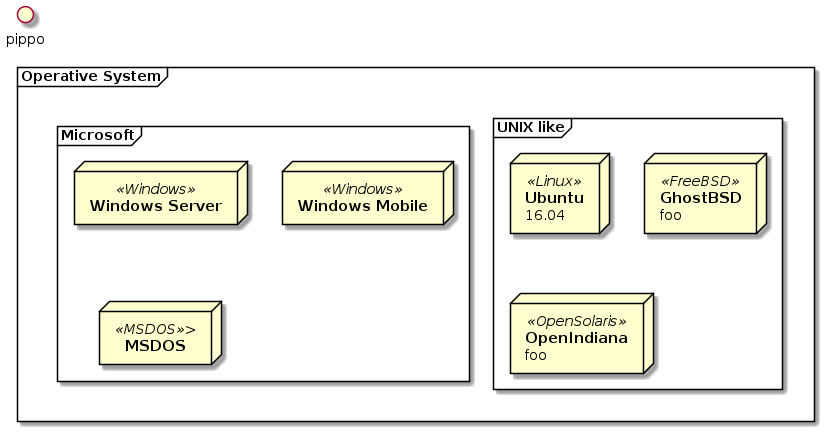 pippo
Operative System
Microsoft
UNIX like
«Windows»
Windows Server
«Windows»
Windows Mobile
«Linux»
Ubuntu
16.04
«FreeBSD»
GhostBSD
foo
«MSDOS»>
MSDOS
«OpenSolaris»
OpenIndiana
foo